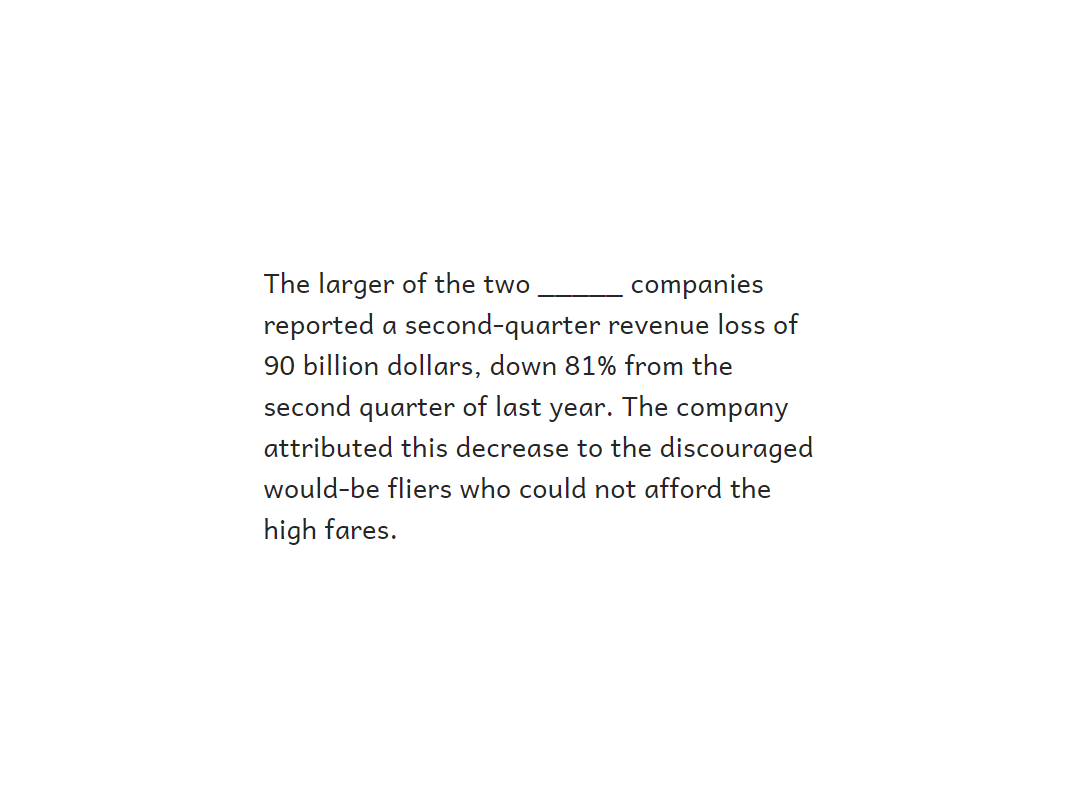 The larger of the two _____ companies
reported a second-quarter revenue loss of
90 billion dollars, down 81% from the
second quarter of last year. The company
attributed this decrease to the discouraged
would-be fliers who could not afford the
high fares.